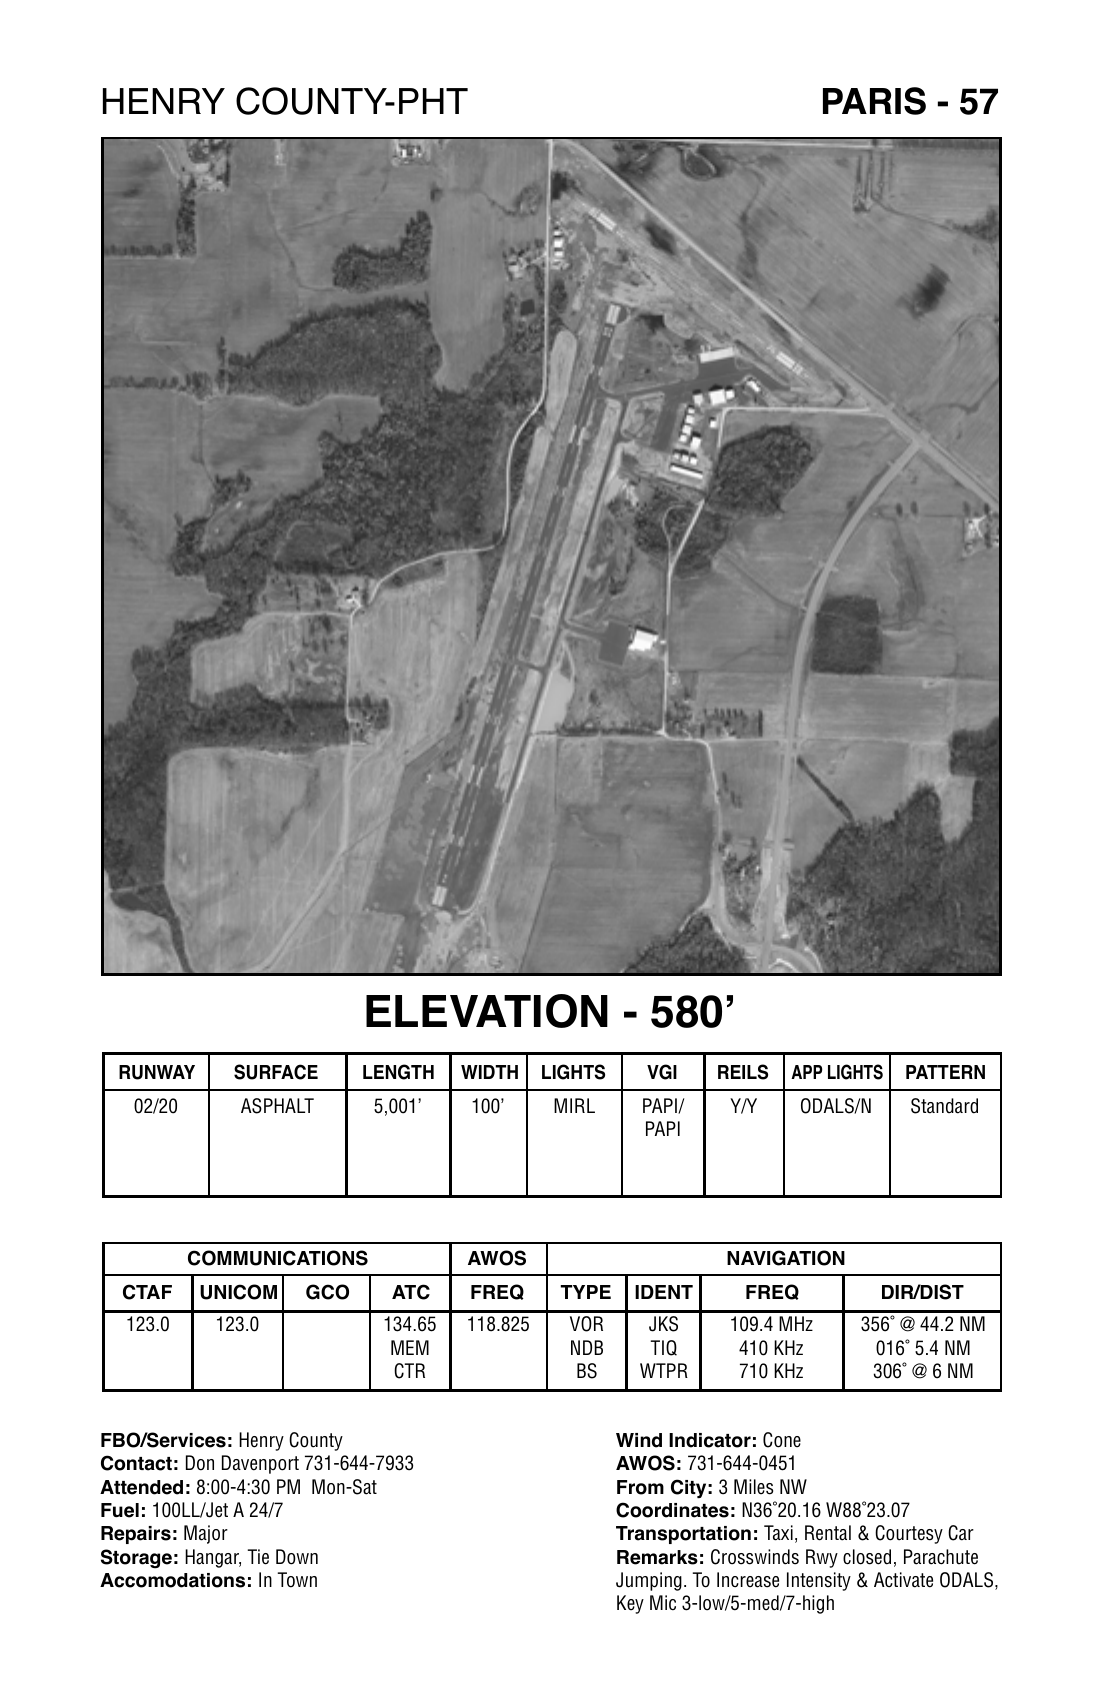 HENRY COUNTY-PHT
PARIS - 57
ELEVATION - 580’
RUNWAY SURFACE LENGTH WIDTH LIGHTS VGI REILS APP LIGHTS PATTERN
02/20 ASPHALT 5,001’ 100’ MIRL PAPI/ Y/Y ODALS/N Standard
PAPI
COMMUNICATIONS AWOS NAVIGATION
CTAF UNICOM GCO ATC FREQ TYPE IDENT FREQ DIR/DIST
123.0 123.0 134.65 118.825 VOR JKS 109.4 MHz 356˚ @ 44.2 NM
MEM NDB TIQ 410 KHz 016˚ 5.4 NM
CTR BS WTPR 710 KHz 306˚ @ 6 NM
FBO/Services: Henry County
Contact: Don Davenport 731-644-7933
Attended: 8:00-4:30 PM Mon-Sat
Fuel: 100LL/Jet A 24/7
Repairs: Major
Storage: Hangar, Tie Down
Accomodations: In Town
Wind Indicator: Cone
AWOS: 731-644-0451
From City: 3 Miles NW
Coordinates: N36˚20.16 W88˚23.07
Transportation: Taxi, Rental & Courtesy Car
Remarks: Crosswinds Rwy closed, Parachute
Jumping. To Increase Intensity & Activate ODALS,
Key Mic 3-low/5-med/7-high